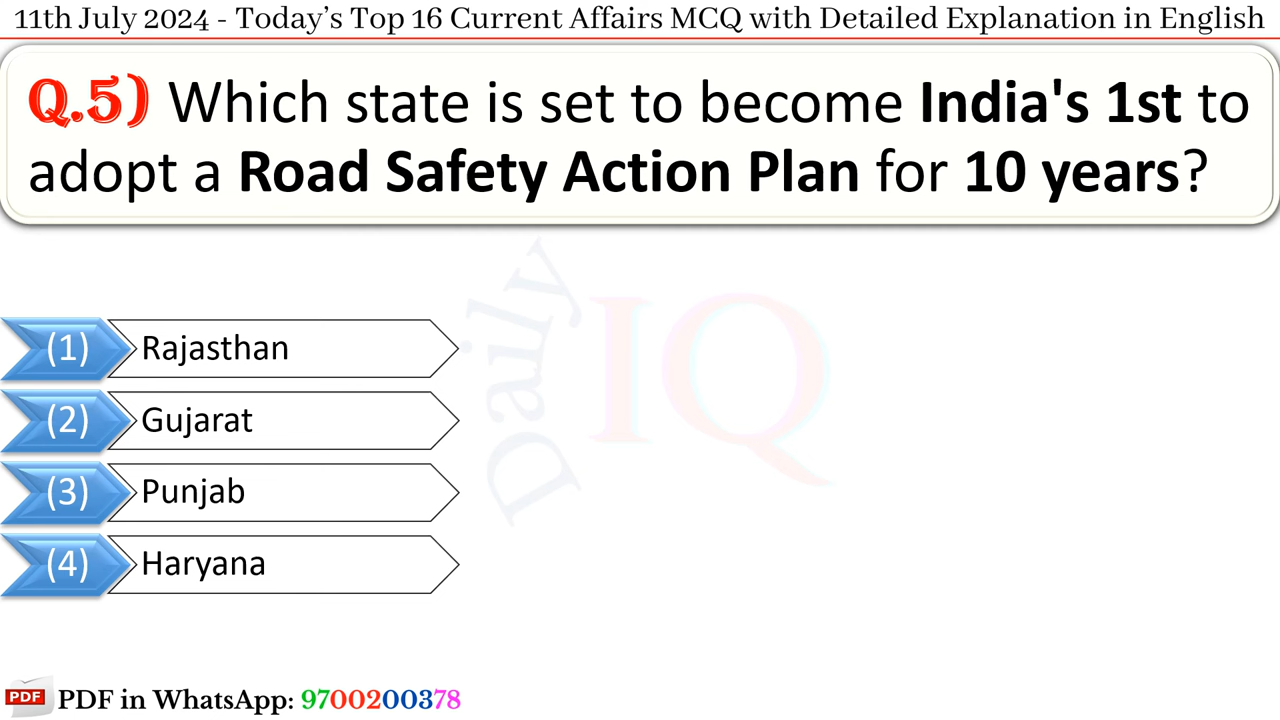 11th July 2024 - Today’s Top 16 Current Affairs MCQ with Detailed Explanation in English
Q.5) Which state is set to become India's 1st to
adopt a Road Safety Action Plan for 10 years?
Daily IQ
(1) Rajasthan
(2) Gujarat
(3) Punjab
(4) Haryana
PDF PDF in WhatsApp: 9700200378